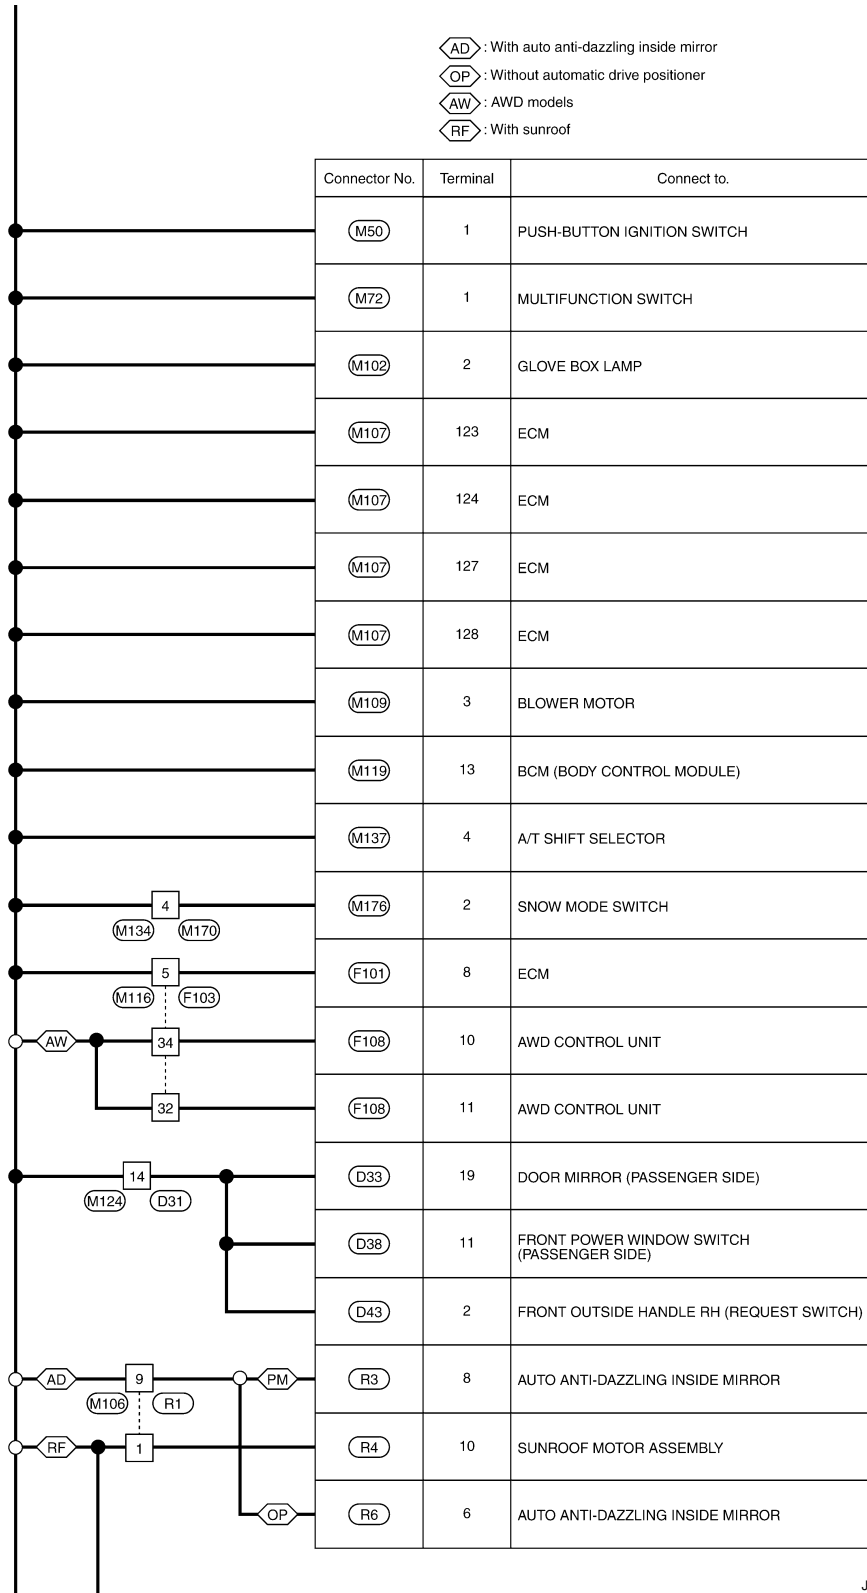 AD : With auto anti-dazzling inside mirror
OP : Without automatic drive positioner
AW : AWD models
RF : With sunroof
Connector No. Terminal Connect to.
M50 1 PUSH-BUTTON IGNITION SWITCH
M72 1 MULTIFUNCTION SWITCH
M102 2 GLOVE BOX LAMP
M107 123 ECM
M107 124 ECM
M107 127 ECM
M107 128 ECM
M109 3 BLOWER MOTOR
M119 13 BCM (BODY CONTROL MODULE)
M137 4 A/T SHIFT SELECTOR
4 M176 2 SNOW MODE SWITCH
M134 M170
5 F101 8 ECM
M116 F103
AW 34 F108 10 AWD CONTROL UNIT
32 F108 11 AWD CONTROL UNIT
14 D33 19 DOOR MIRROR (PASSENGER SIDE)
M124 D31
D38 11 FRONT POWER WINDOW SWITCH
(PASSENGER SIDE)
D43 2 FRONT OUTSIDE HANDLE RH (REQUEST SWITCH)
AD 9 PM R3 8 AUTO ANTI-DAZZLING INSIDE MIRROR
M106 R1
RF 1 R4 10 SUNROOF MOTOR ASSEMBLY
OP R6 6 AUTO ANTI-DAZZLING INSIDE MIRROR